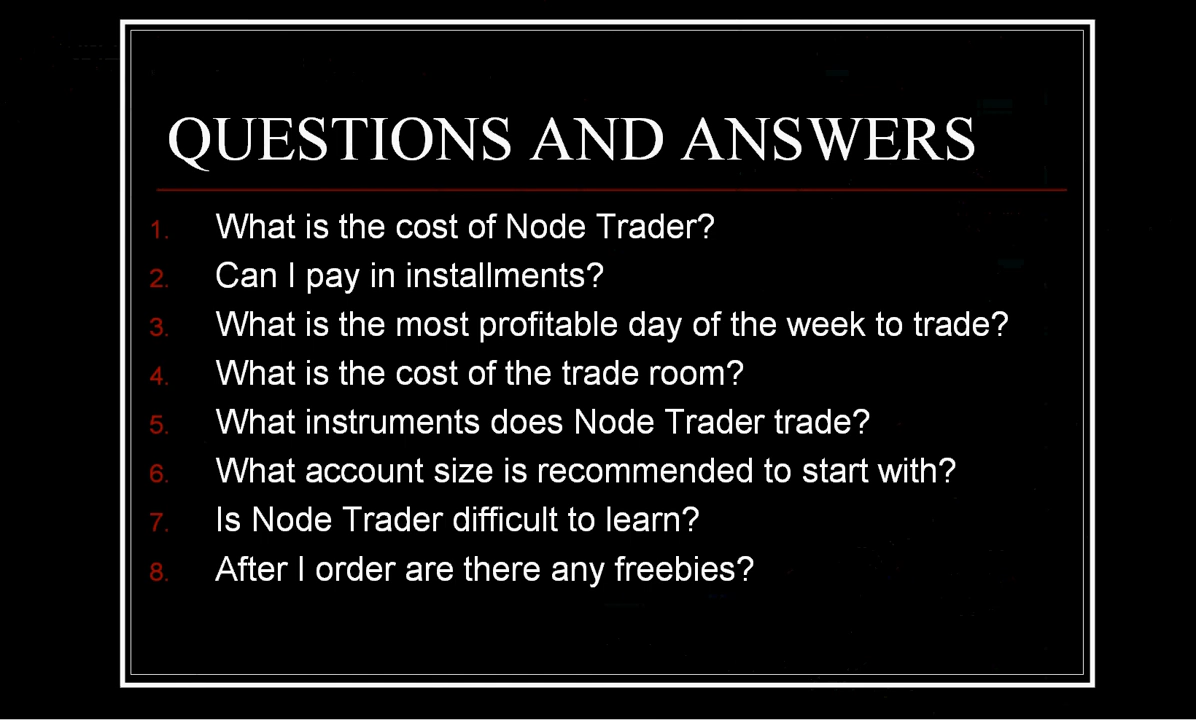 QUESTIONS AND ANSWERS
1. What is the cost of Node Trader?
2. Can I pay in installments?
3. What is the most profitable day of the week to trade?
4. What is the cost of the trade room?
5. What instruments does Node Trader trade?
6. What account size is recommended to start with?
7. Is Node Trader difficult to learn?
8. After I order are there any freebies?